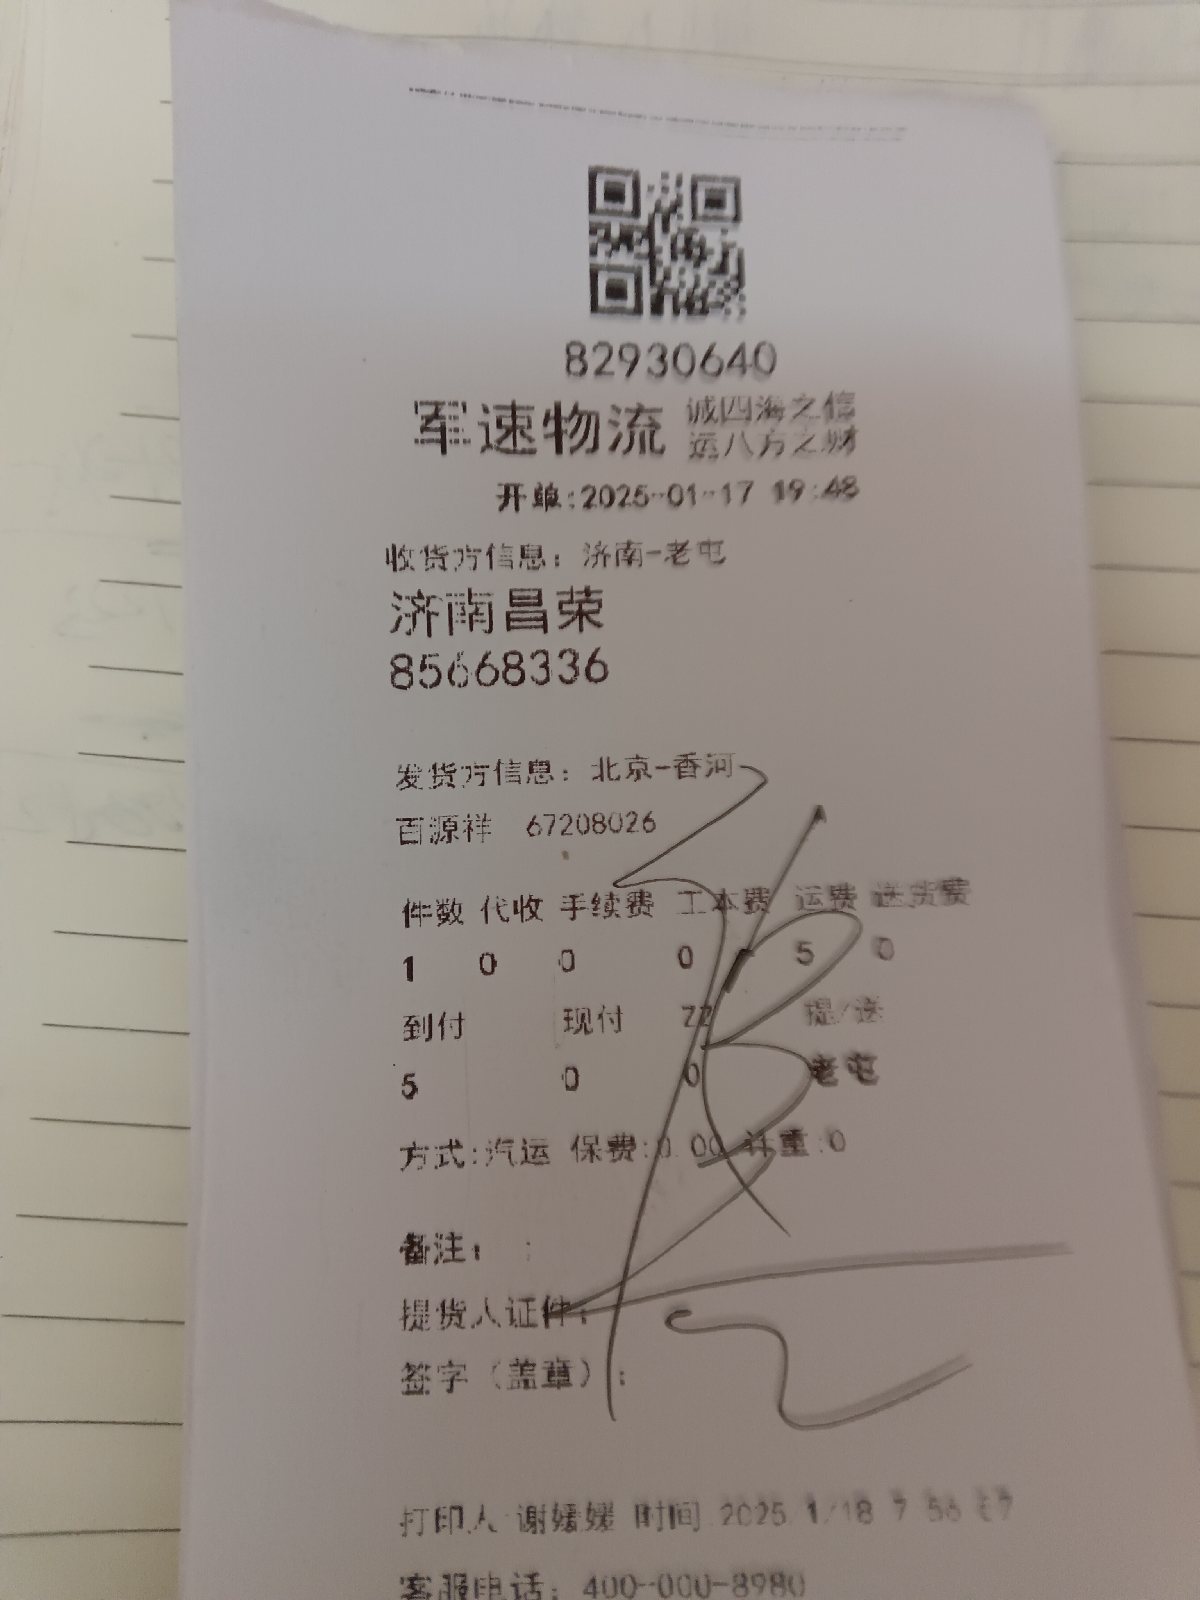 82930640
军速物流 诚四海之信
运八方之财
开单:2025-01-17 19:48
收货方信息：济南-老屯
济南昌荣
85668336
发货方信息：北京-香河
百源祥 67208026
件数 代收 手续费 工本费 运费 送货费
1 0 0 0 5 0
到付 现付 ZZ 提/送
5 0 0 老屯
方式:汽运 保费:0.00 计重:0
备注：:
提货人证件：
签字（盖章）：
打印人 谢媛媛 时间 2025/1/18 7
客服电话：400-000-8980